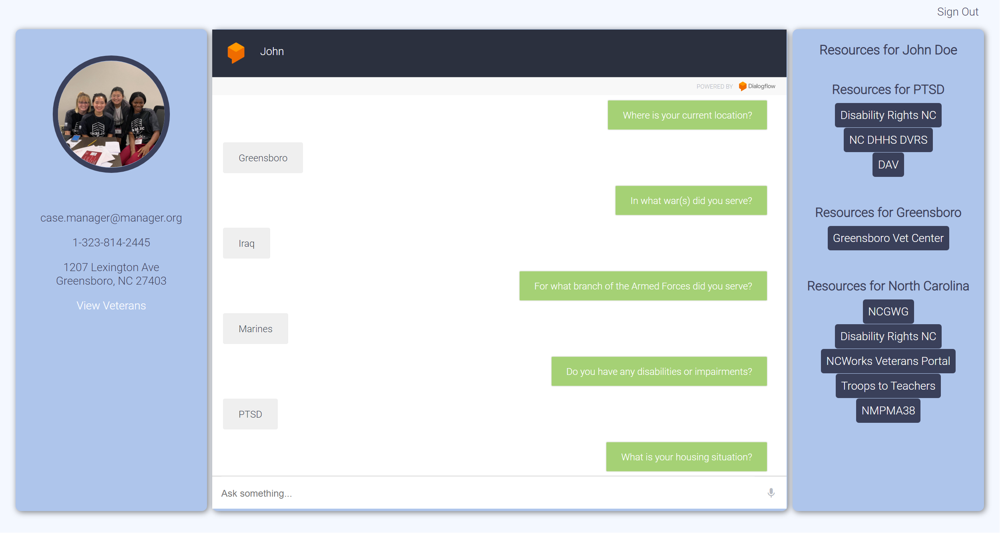 Sign Out
case.manager@manager.org
1-323-814-2445
1207 Lexington Ave
Greensboro, NC 27403
View Veterans
John
POWERED BY Dialogflow
Where is your current location?
Greensboro
In what war(s) did you serve?
Iraq
For what branch of the Armed Forces did you serve?
Marines
Do you have any disabilities or impairments?
PTSD
What is your housing situation?
Ask something...
Resources for John Doe
Resources for PTSD
Disability Rights NC
NC DHHS DVRS
DAV
Resources for Greensboro
Greensboro Vet Center
Resources for North Carolina
NCGWG
Disability Rights NC
NCWorks Veterans Portal
Troops to Teachers
NMPMA38